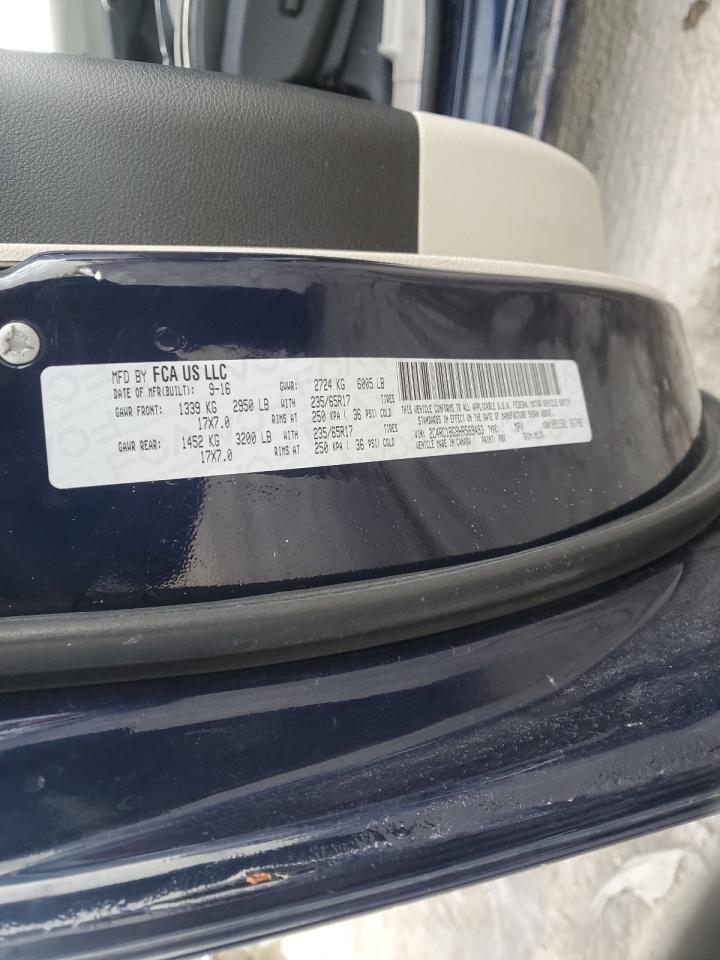 MFD BY FCA US LLC
DATE OF MFR(BUILT): 9-16 GVWR: 2724 KG 6005 LB
GAWR FRONT: 1339 KG 2950 LB WITH 235/65R17 TIRES
17X7.0 RIMS AT 250 KPA ( 36 PSI) COLD
GAWR REAR: 1452 KG 3200 LB WITH 235/65R17 TIRES
17X7.0 RIMS AT 250 KPA ( 36 PSI) COLD
THIS VEHICLE CONFORMS TO ALL APPLICABLE U.S.A. FEDERAL MOTOR VEHICLE SAFETY
STANDARDS IN EFFECT ON THE DATE OF MANUFACTURE SHOWN ABOVE.
VIN: TYPE: MPV
VEHICLE MADE IN CANADA PAINT: PBX TRIM: